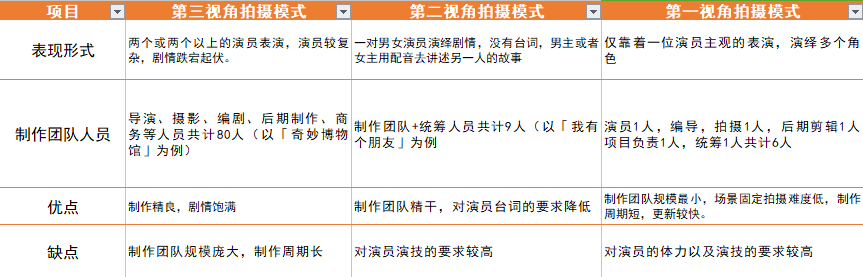 项目
第三视角拍摄模式
第二视角拍摄模式
第一视角拍摄模式
表现形式
两个或两个以上的演员表演，演员较复
杂，剧情跌宕起伏。
一对男女演员演绎剧情，没有台词，男主或者
女主用配音去讲述另一人的故事
仅靠着一位演员主观的表演，演绎多个角
色
制作团队人员
导演、摄影、编剧、后期制作、商
务等人员共计80人（以「奇妙博物
馆」为例）
制作团队+统筹人员共计9人（以「我有
个朋友」为例
演员1人，编导，拍摄1人，后期剪辑1人
项目负责1人，统筹1人共计6人
优点
制作精良，剧情饱满
制作团队精干，对演员台词的要求降低
制作团队规模最小，场景固定拍摄难度低，制作
周期短，更新较快。
缺点
制作团队规模庞大，制作周期长
对演员演技的要求较高
对演员的体力以及演技的要求较高